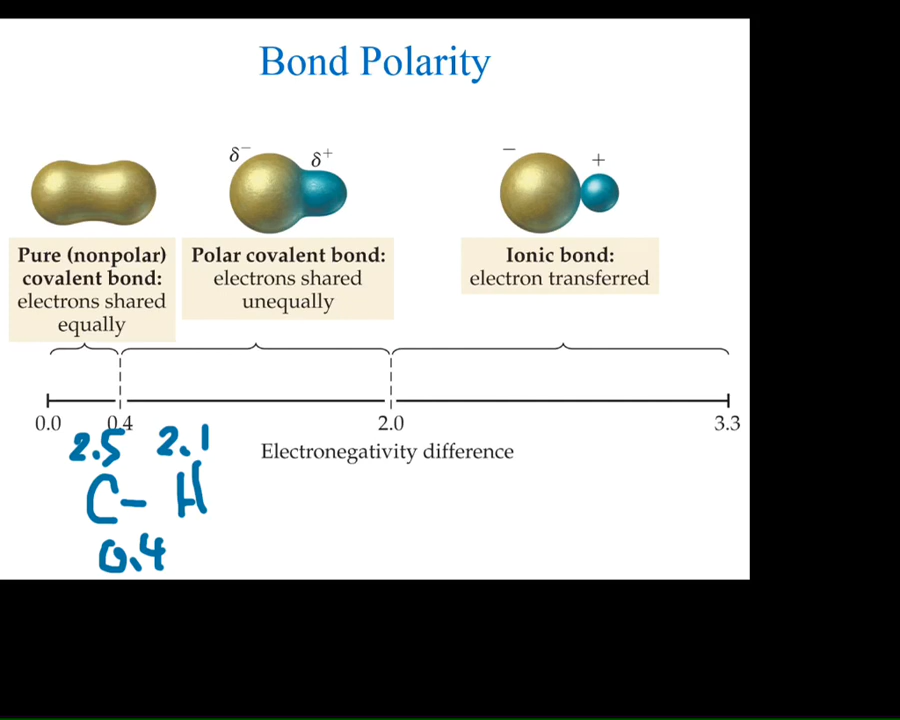 Bond Polarity
δ− δ+ − +
Pure (nonpolar)
covalent bond:
electrons shared
equally
Polar covalent bond:
electrons shared
unequally
Ionic bond:
electron transferred
0.0 0.4 2.0 3.3
Electronegativity difference
2.5 2.1
C- H
0.4